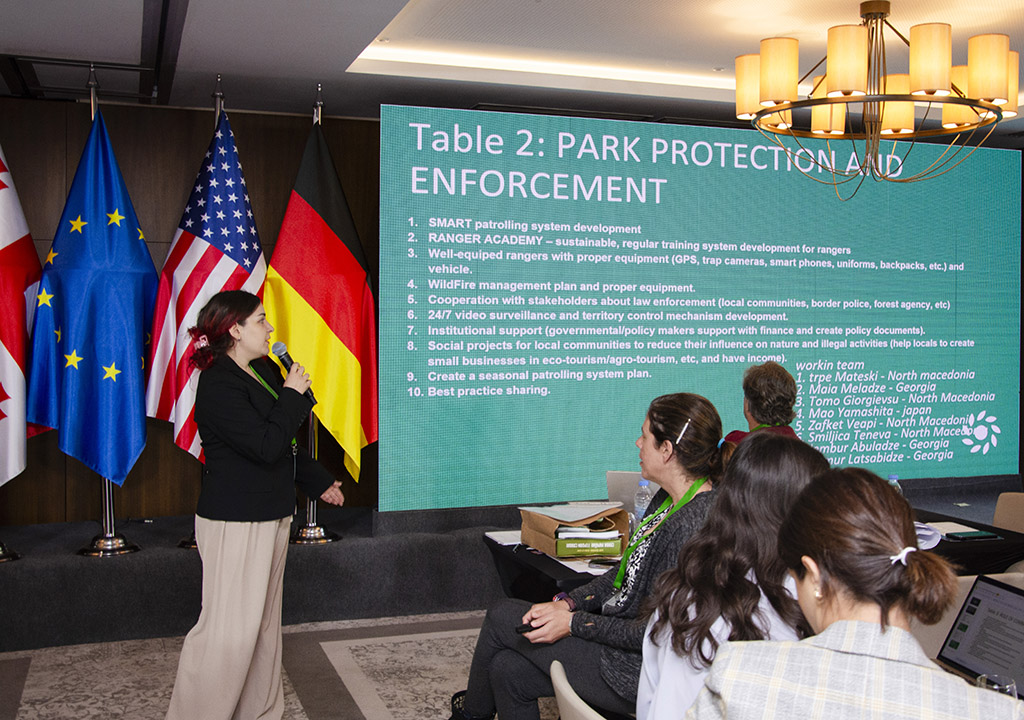 Table 2: PARK PROTECTION AND
ENFORCEMENT
1. SMART patrolling system development
2. RANGER ACADEMY – sustainable, regular training system development for rangers
3. Well-equiped rangers with proper equipment (GPS, trap cameras, smart phones, uniforms, backpacks, etc.) and
vehicle.
4. WildFire management plan and proper equipment.
5. Cooperation with stakeholders about law enforcement (local communities, border police, forest agency, etc)
6. 24/7 video surveillance and territory control mechanism development.
7. Institutional support (governmental/policy makers support with finance and create policy documents).
8. Social projects for local communities to reduce their influence on nature and illegal activities (help locals to create
small businesses in eco-tourism/agro-tourism, etc, and have income).
9. Create a seasonal patrolling system plan.
10. Best practice sharing.
workin team
1. trpe Mateski - North macedonia
2. Maia Meladze - Georgia
3. Tomo Giorgievsu - North Macedonia
4. Mao Yamashita - japan
5. Zafket Veapi - North Macedoni
Smiljica Teneva - North Macedo
mbur Abuladze - Georgia
nur Latsabidze - Georgia